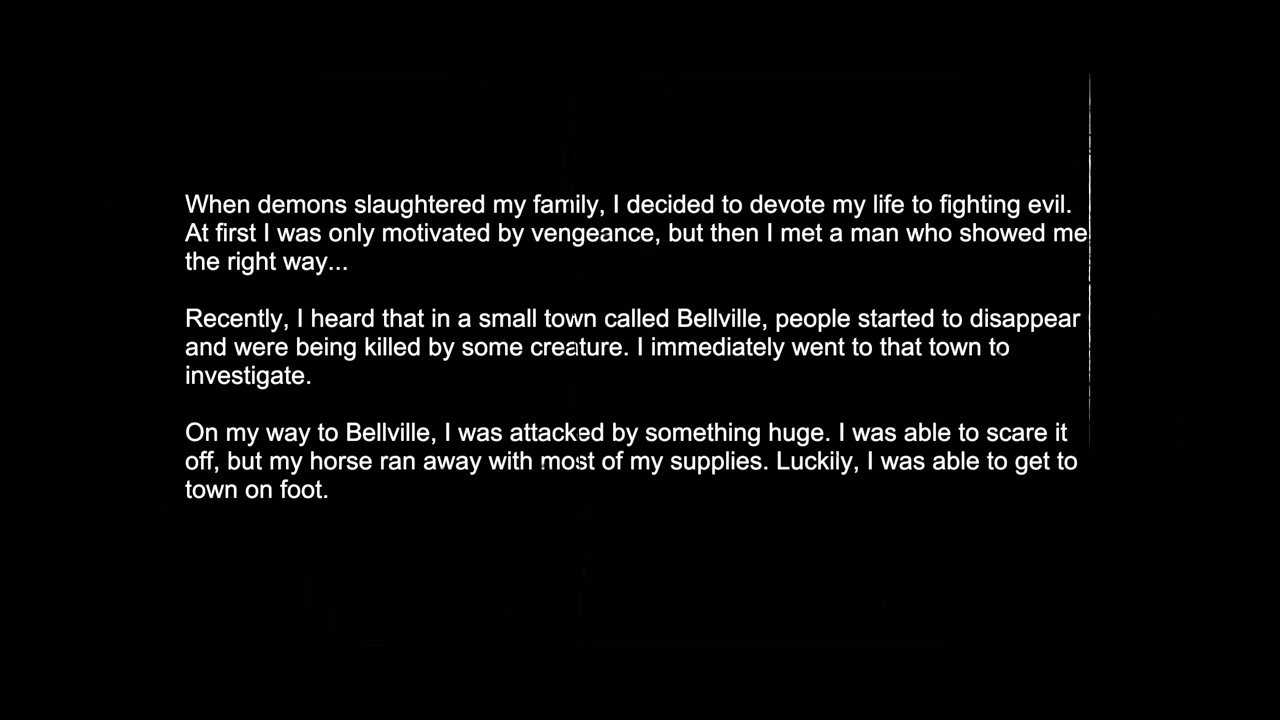 When demons slaughtered my family, I decided to devote my life to fighting evil.
At first I was only motivated by vengeance, but then I met a man who showed me
the right way...
Recently, I heard that in a small town called Bellville, people started to disappear
and were being killed by some creature. I immediately went to that town to
investigate.
On my way to Bellville, I was attacked by something huge. I was able to scare it
off, but my horse ran away with most of my supplies. Luckily, I was able to get to
town on foot.